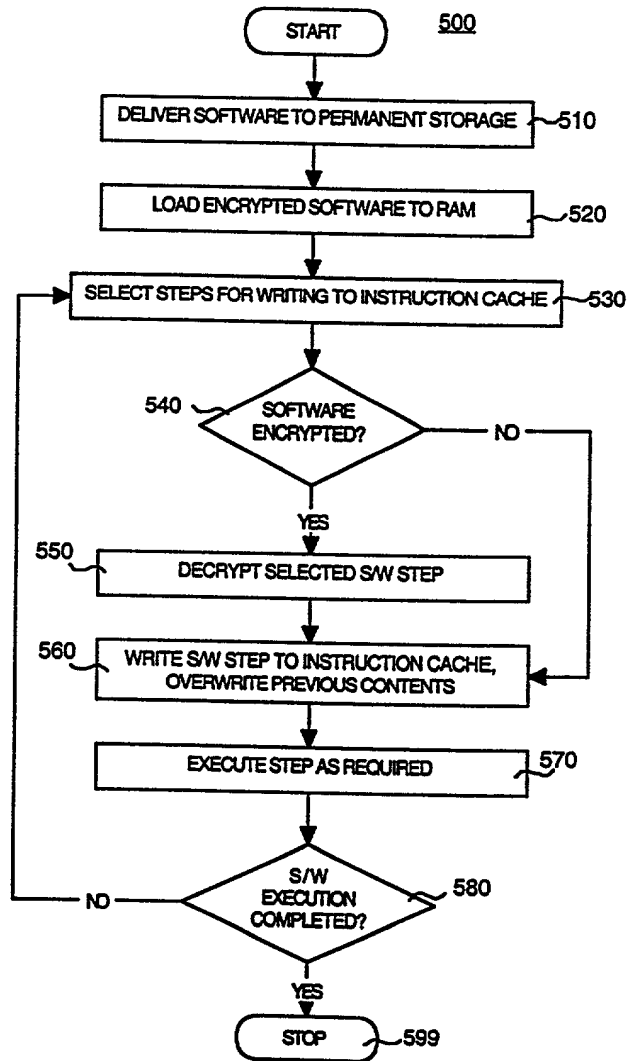 START
500
DELIVER SOFTWARE TO PERMANENT STORAGE
510
LOAD ENCRYPTED SOFTWARE TO RAM
520
SELECT STEPS FOR WRITING TO INSTRUCTION CACHE
530
540
SOFTWARE
ENCRYPTED?
NO
YES
550
DECRYPT SELECTED S/W STEP
560
WRITE S/W STEP TO INSTRUCTION CACHE,
OVERWRITE PREVIOUS CONTENTS
EXECUTE STEP AS REQUIRED
570
S/W
EXECUTION
COMPLETED?
580
NO
YES
STOP
599